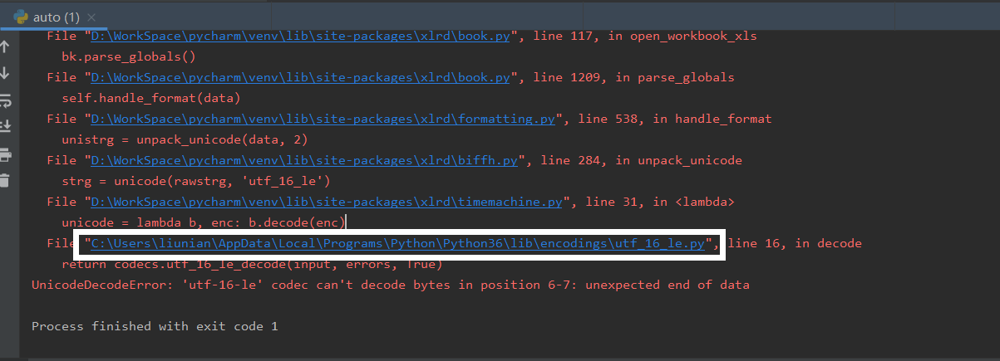 auto (1)
File "D:\WorkSpace\pycharm\venv\lib\site-packages\xlrd\book.py", line 117, in open_workbook_xls
bk.parse_globals()
File "D:\WorkSpace\pycharm\venv\lib\site-packages\xlrd\book.py", line 1209, in parse_globals
self.handle_format(data)
File "D:\WorkSpace\pycharm\venv\lib\site-packages\xlrd\formatting.py", line 538, in handle_format
unistrg = unpack_unicode(data, 2)
File "D:\WorkSpace\pycharm\venv\lib\site-packages\xlrd\biffh.py", line 284, in unpack_unicode
strg = unicode(rawstrg, 'utf_16_le')
File "D:\WorkSpace\pycharm\venv\lib\site-packages\xlrd\timemachine.py", line 31, in <lambda>
unicode = lambda b, enc: b.decode(enc)
File "C:\Users\liunian\AppData\Local\Programs\Python\Python36\lib\encodings\utf_16_le.py", line 16, in decode
return codecs.utf_16_le_decode(input, errors, True)
UnicodeDecodeError: 'utf-16-le' codec can't decode bytes in position 6-7: unexpected end of data
Process finished with exit code 1